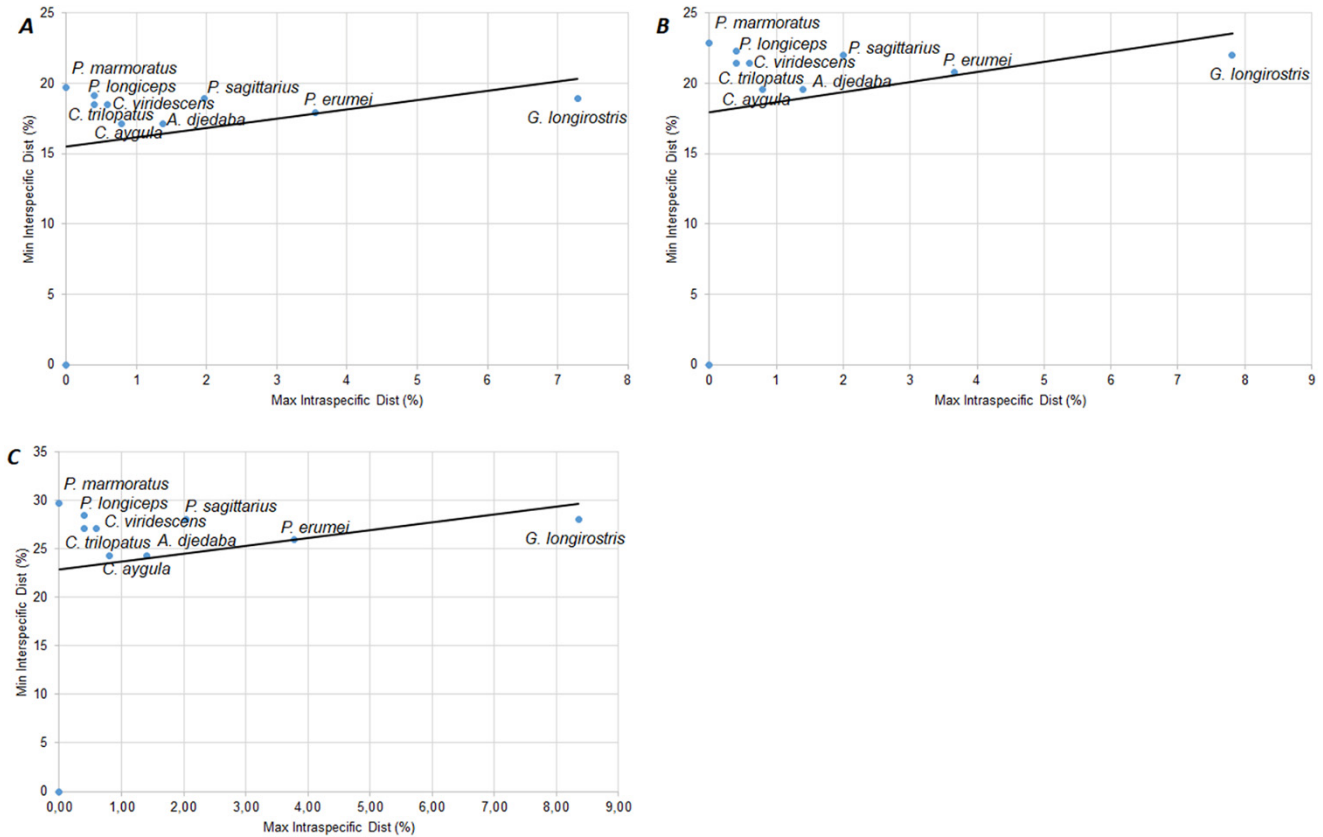 A
25
20
15
10
5
0
P. marmoratus
P. longiceps
P. sagittarius
C. viridescens
P. erumei
C. trilopatus
A. djedaba
G. longirostris
C. aygula
0 1 2 3 4 5 6 7 8
Min Interspecific Dist (%)
Max Intraspecific Dist (%)
B
25
20
15
10
5
0
P. marmoratus
P. longiceps
P. sagittarius
C. viridescens
P. erumei
C. trilopatus
A. djedaba
G. longirostris
C. aygula
0 1 2 3 4 5 6 7 8 9
Min Interspecific Dist (%)
Max Intraspecific Dist (%)
C
35
30
25
20
15
10
5
0
P. marmoratus
P. longiceps
P. sagittarius
C. viridescens
P. erumei
C. trilopatus
A. djedaba
G. longirostris
C. aygula
0,00 1,00 2,00 3,00 4,00 5,00 6,00 7,00 8,00 9,00
Min Interspecific Dist (%)
Max Intraspecific Dist (%)